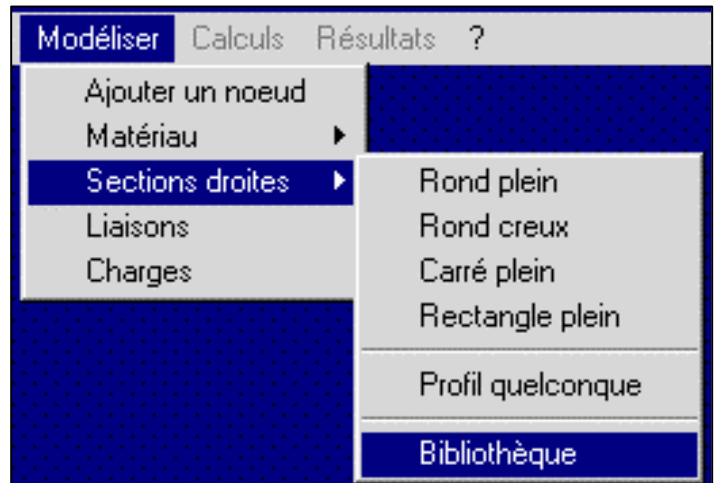 Modéliser Calculs Résultats ?
Ajouter un noeud
Matériau
Sections droites
Liaisons
Charges
Rond plein
Rond creux
Carré plein
Rectangle plein
Profil quelconque
Bibliothèque